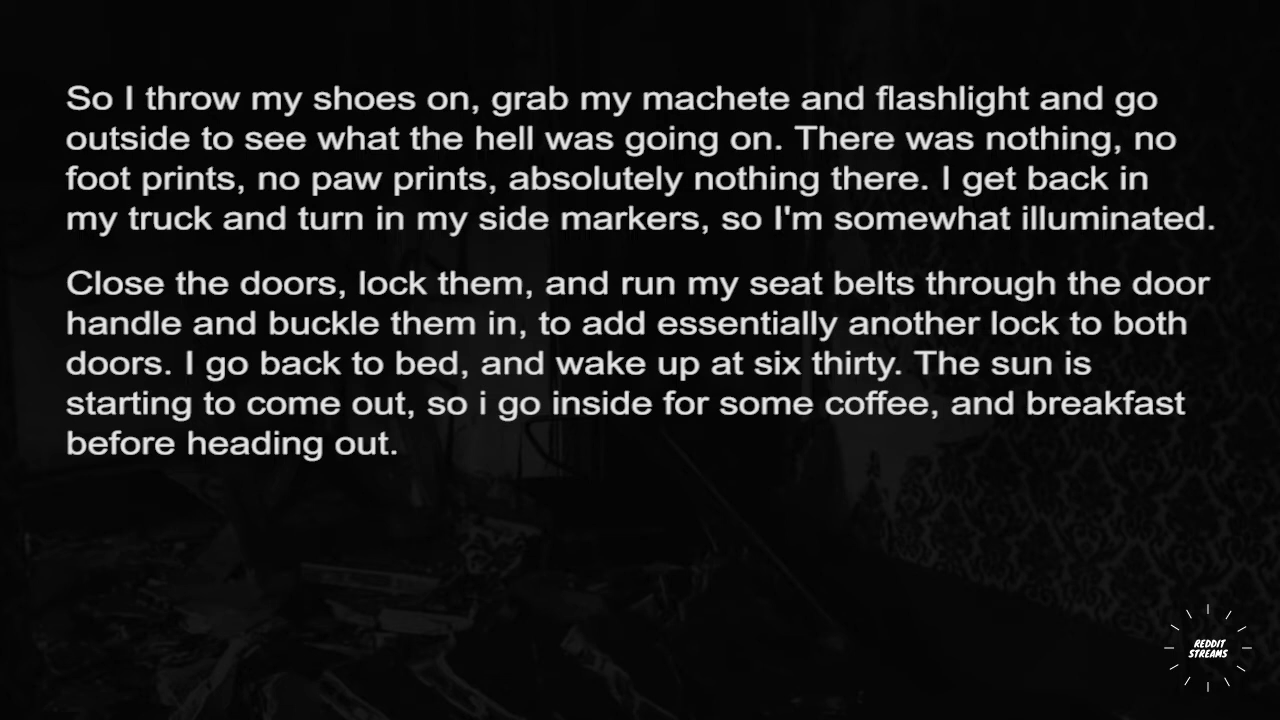 So I throw my shoes on, grab my machete and flashlight and go
outside to see what the hell was going on. There was nothing, no
foot prints, no paw prints, absolutely nothing there. I get back in
my truck and turn in my side markers, so I'm somewhat illuminated.
Close the doors, lock them, and run my seat belts through the door
handle and buckle them in, to add essentially another lock to both
doors. I go back to bed, and wake up at six thirty. The sun is
starting to come out, so i go inside for some coffee, and breakfast
before heading out.
REDDIT
STREAMS